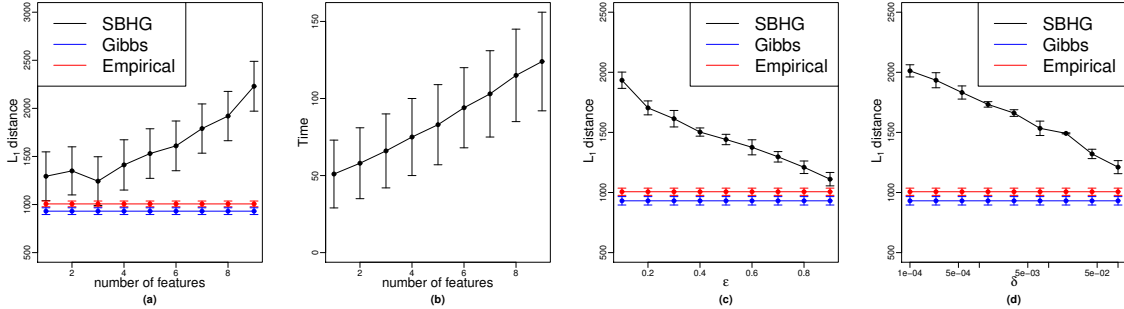 SBHG
Gibbs
Empirical
L1 distance
500 1000 1500 2000 2500 3000
2 4 6 8
number of features
(a)
Time
0 50 100 150
2 4 6 8
number of features
(b)
SBHG
Gibbs
Empirical
L1 distance
500 1000 1500 2000 2500
0.2 0.4 0.6 0.8
ε
(c)
SBHG
Gibbs
Empirical
L1 distance
500 1000 1500 2000 2500
1e−04 5e−04 5e−03 5e−02
δ
(d)